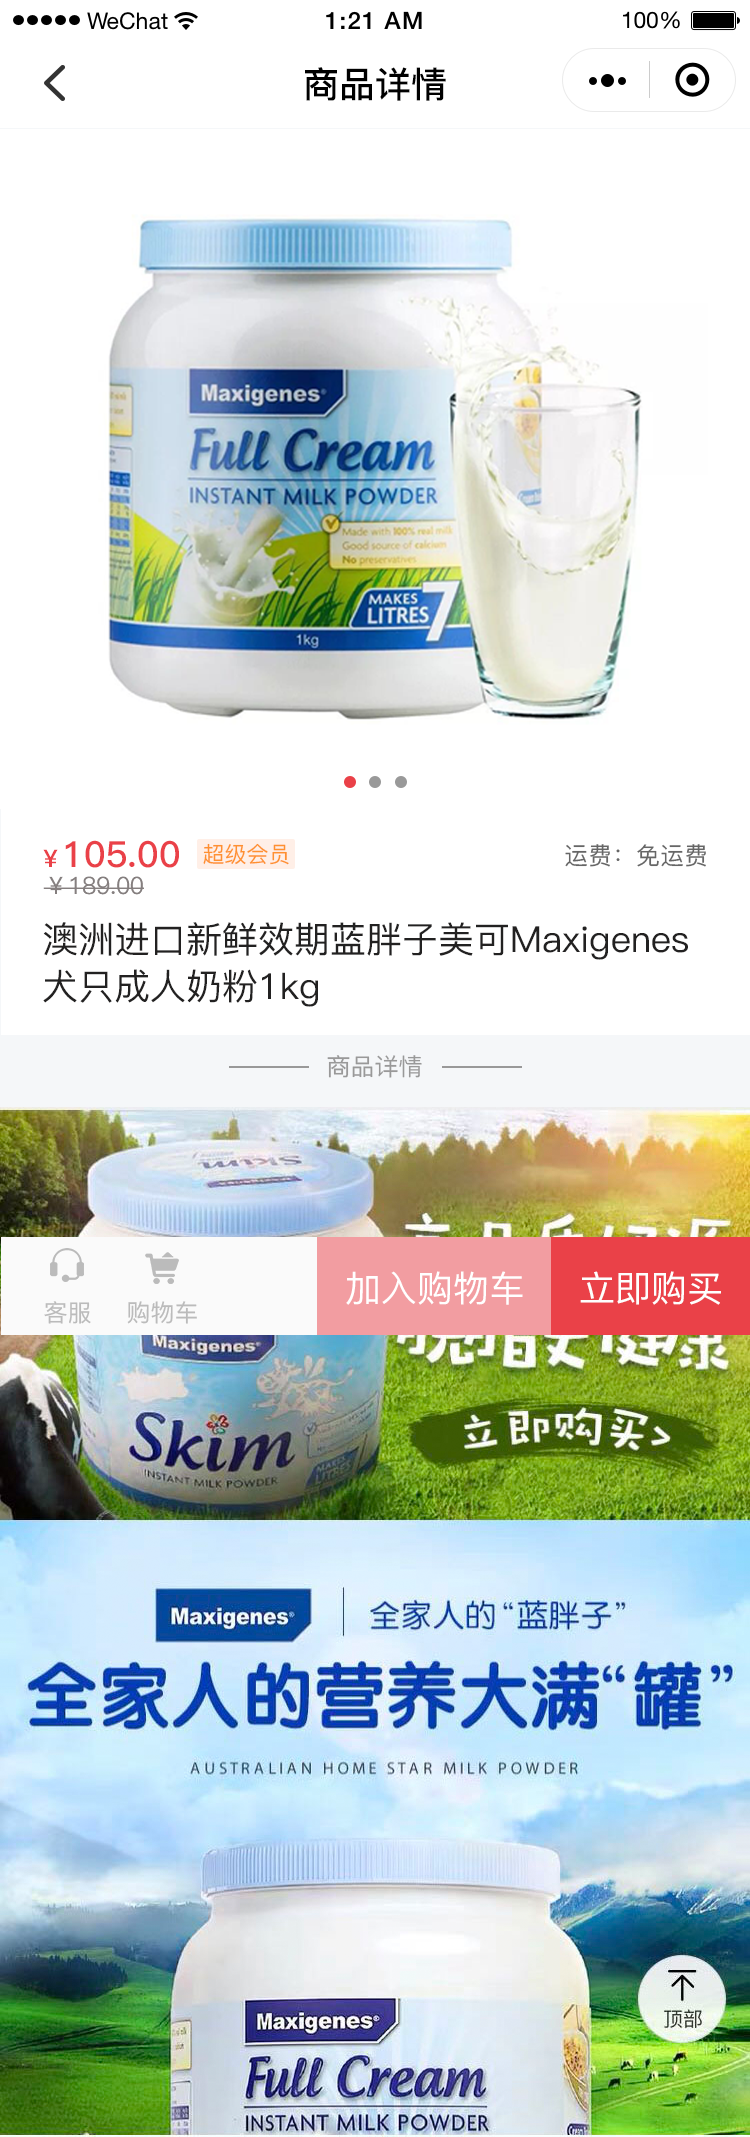 WeChat
1:21 AM
100%
商品详情
Maxigenes
Full Cream
INSTANT MILK POWDER
Made with 100% real milk
Good source of calcium
No preservatives
MAKES
7
LITRES
1kg
¥105.00 超级会员
运费：免运费
¥189.00
澳洲进口新鲜效期蓝胖子美可Maxigenes
犬只成人奶粉1kg
商品详情
Skim
客服
购物车
加入购物车
立即购买
Maxigenes
Skim
INSTANT MILK POWDER
MAKES
LITRES
立即购买>
Maxigenes
全家人的“蓝胖子”
全家人的营养大满“罐”
AUSTRALIAN HOME STAR MILK POWDER
顶部
Maxigenes
Full Cream
INSTANT MILK POWDER